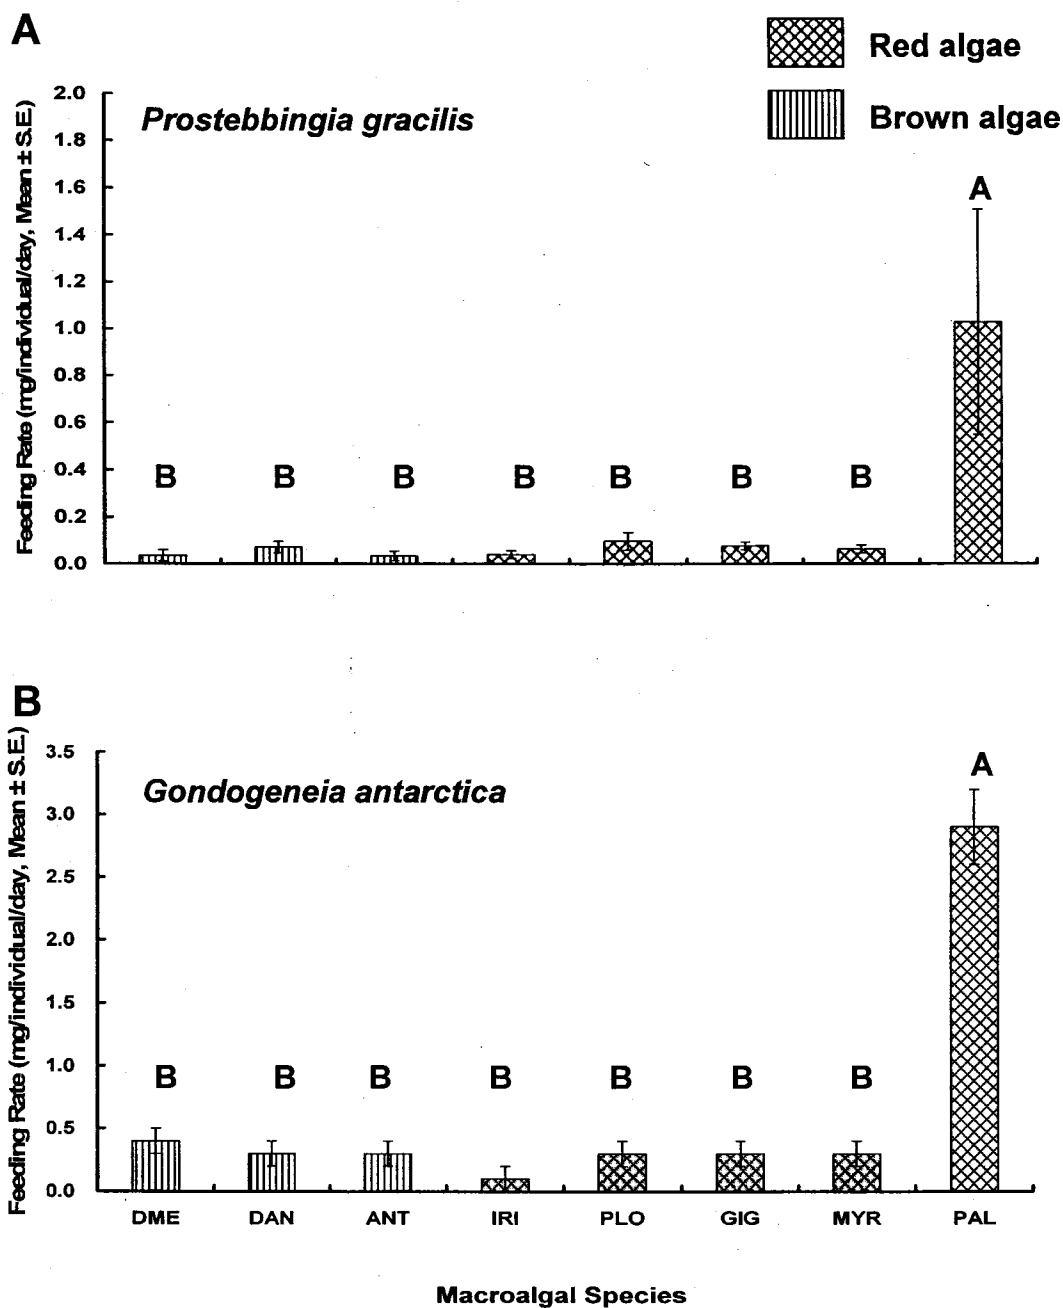 A
Red algae
Brown algae
Prostebbingia gracilis
Feeding Rate (mg/individual/day, Mean ± S.E.)
2.0
1.8
1.6
1.4
1.2
1.0
0.8
0.6
0.4
0.2
0.0
B B B B B B B A
B
Gondogeneia antarctica
Feeding Rate (mg/individual/day, Mean ± S.E.)
3.5
3.0
2.5
2.0
1.5
1.0
0.5
0.0
B B B B B B B A
DME DAN ANT IRI PLO GIG MYR PAL
Macroalgal Species